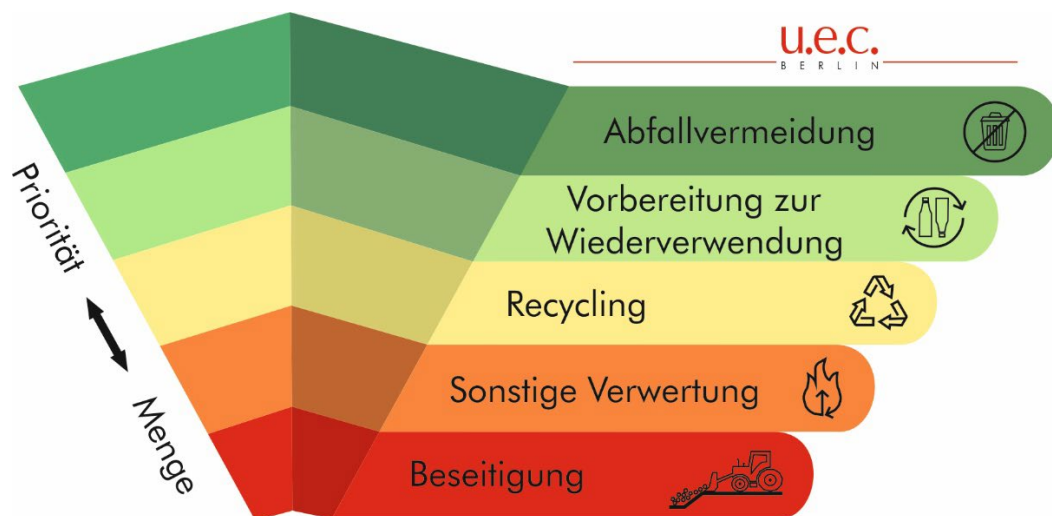 u.e.c.
BERLIN
Abfallvermeidung
Vorbereitung zur
Wiederverwendung
Recycling
Sonstige Verwertung
Beseitigung
Priorität
Menge